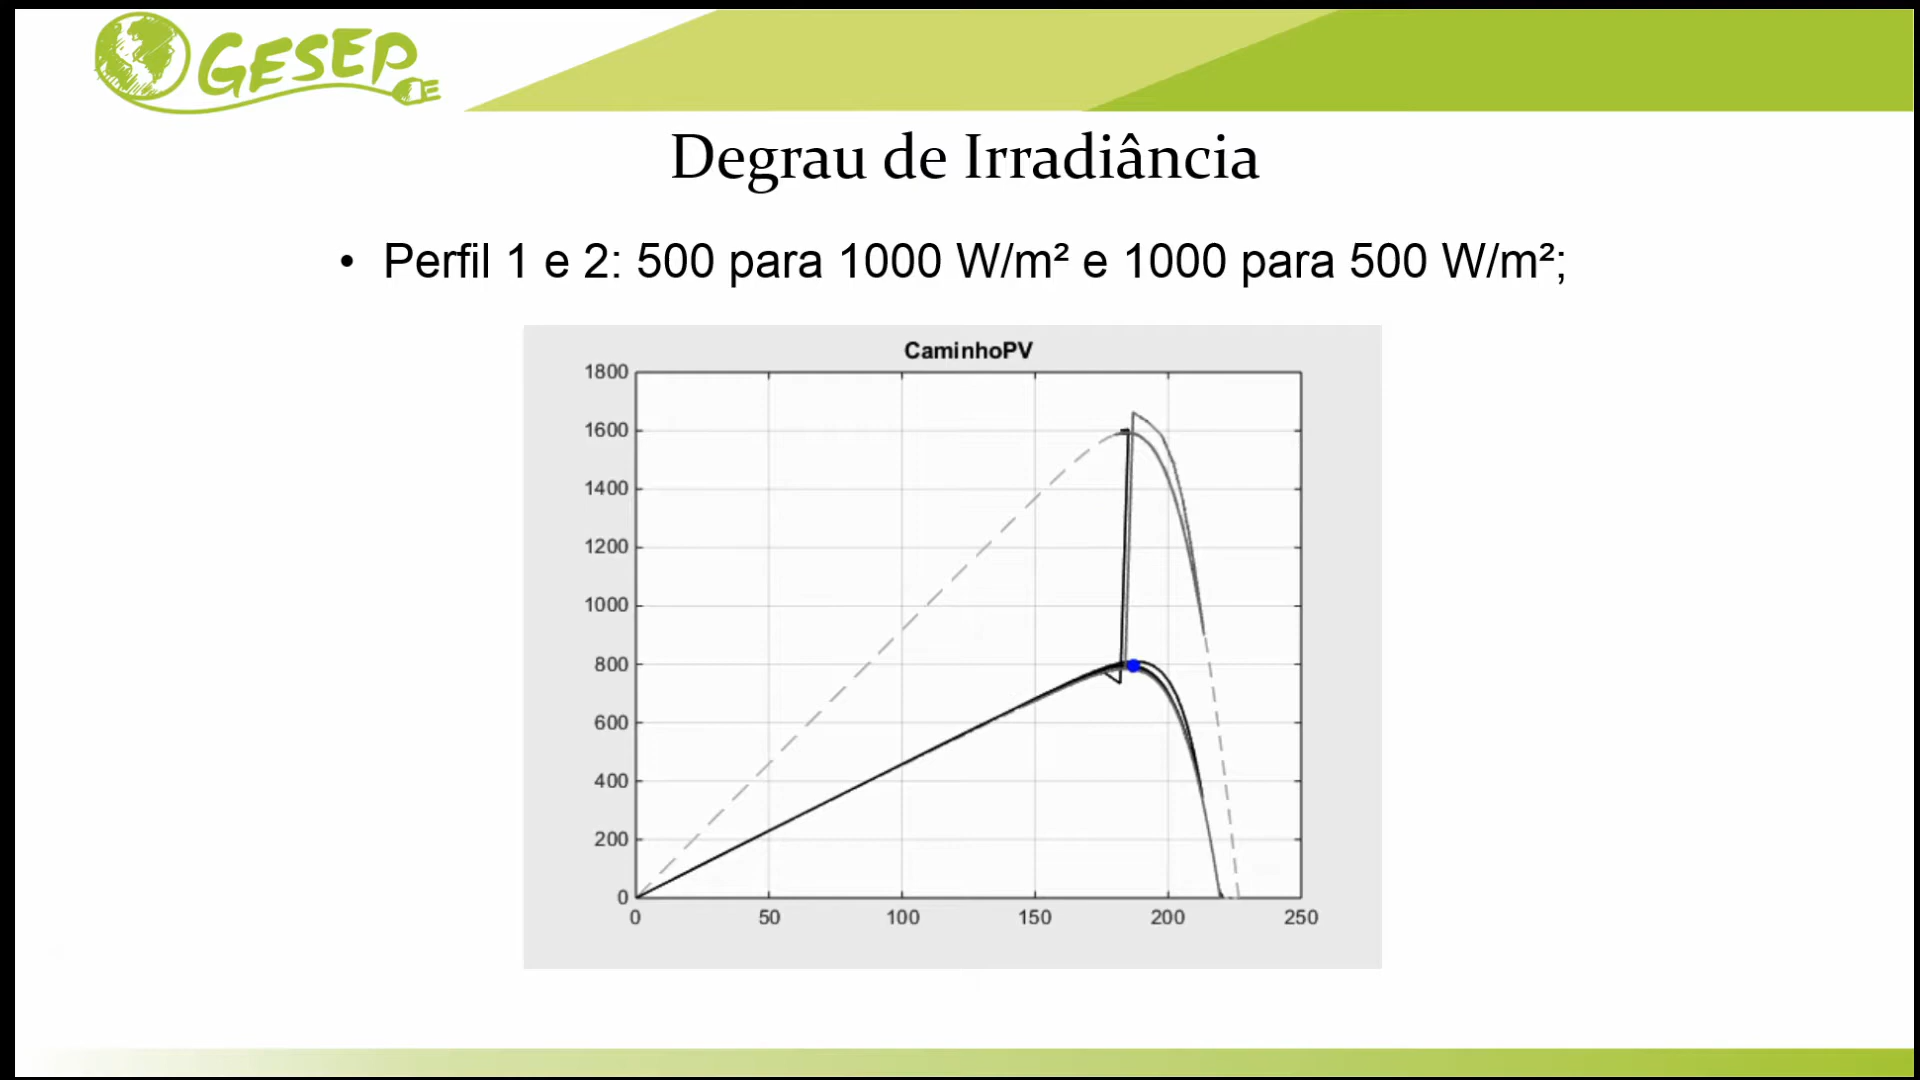 GESEP
Degrau de Irradiância
• Perfil 1 e 2: 500 para 1000 W/m² e 1000 para 500 W/m²;
CaminhoPV
1800
1600
1400
1200
1000
800
600
400
200
0
0 50 100 150 200 250